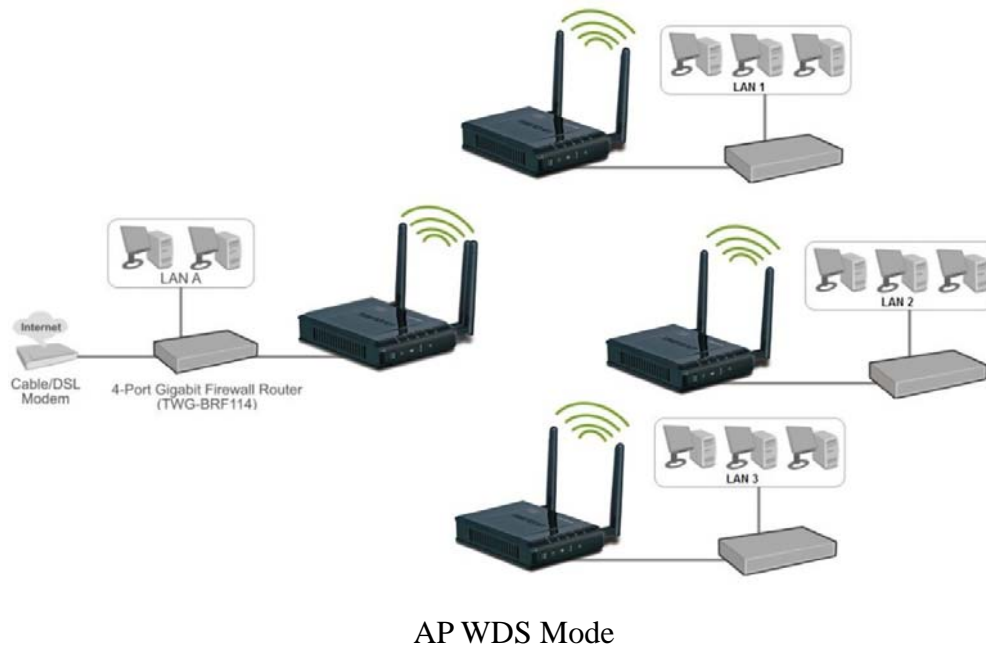 LAN 1
LAN A
LAN 2
Internet
Cable/DSL
Modem
4-Port Gigabit Firewall Router
(TWG-BRF114)
LAN 3
AP WDS Mode